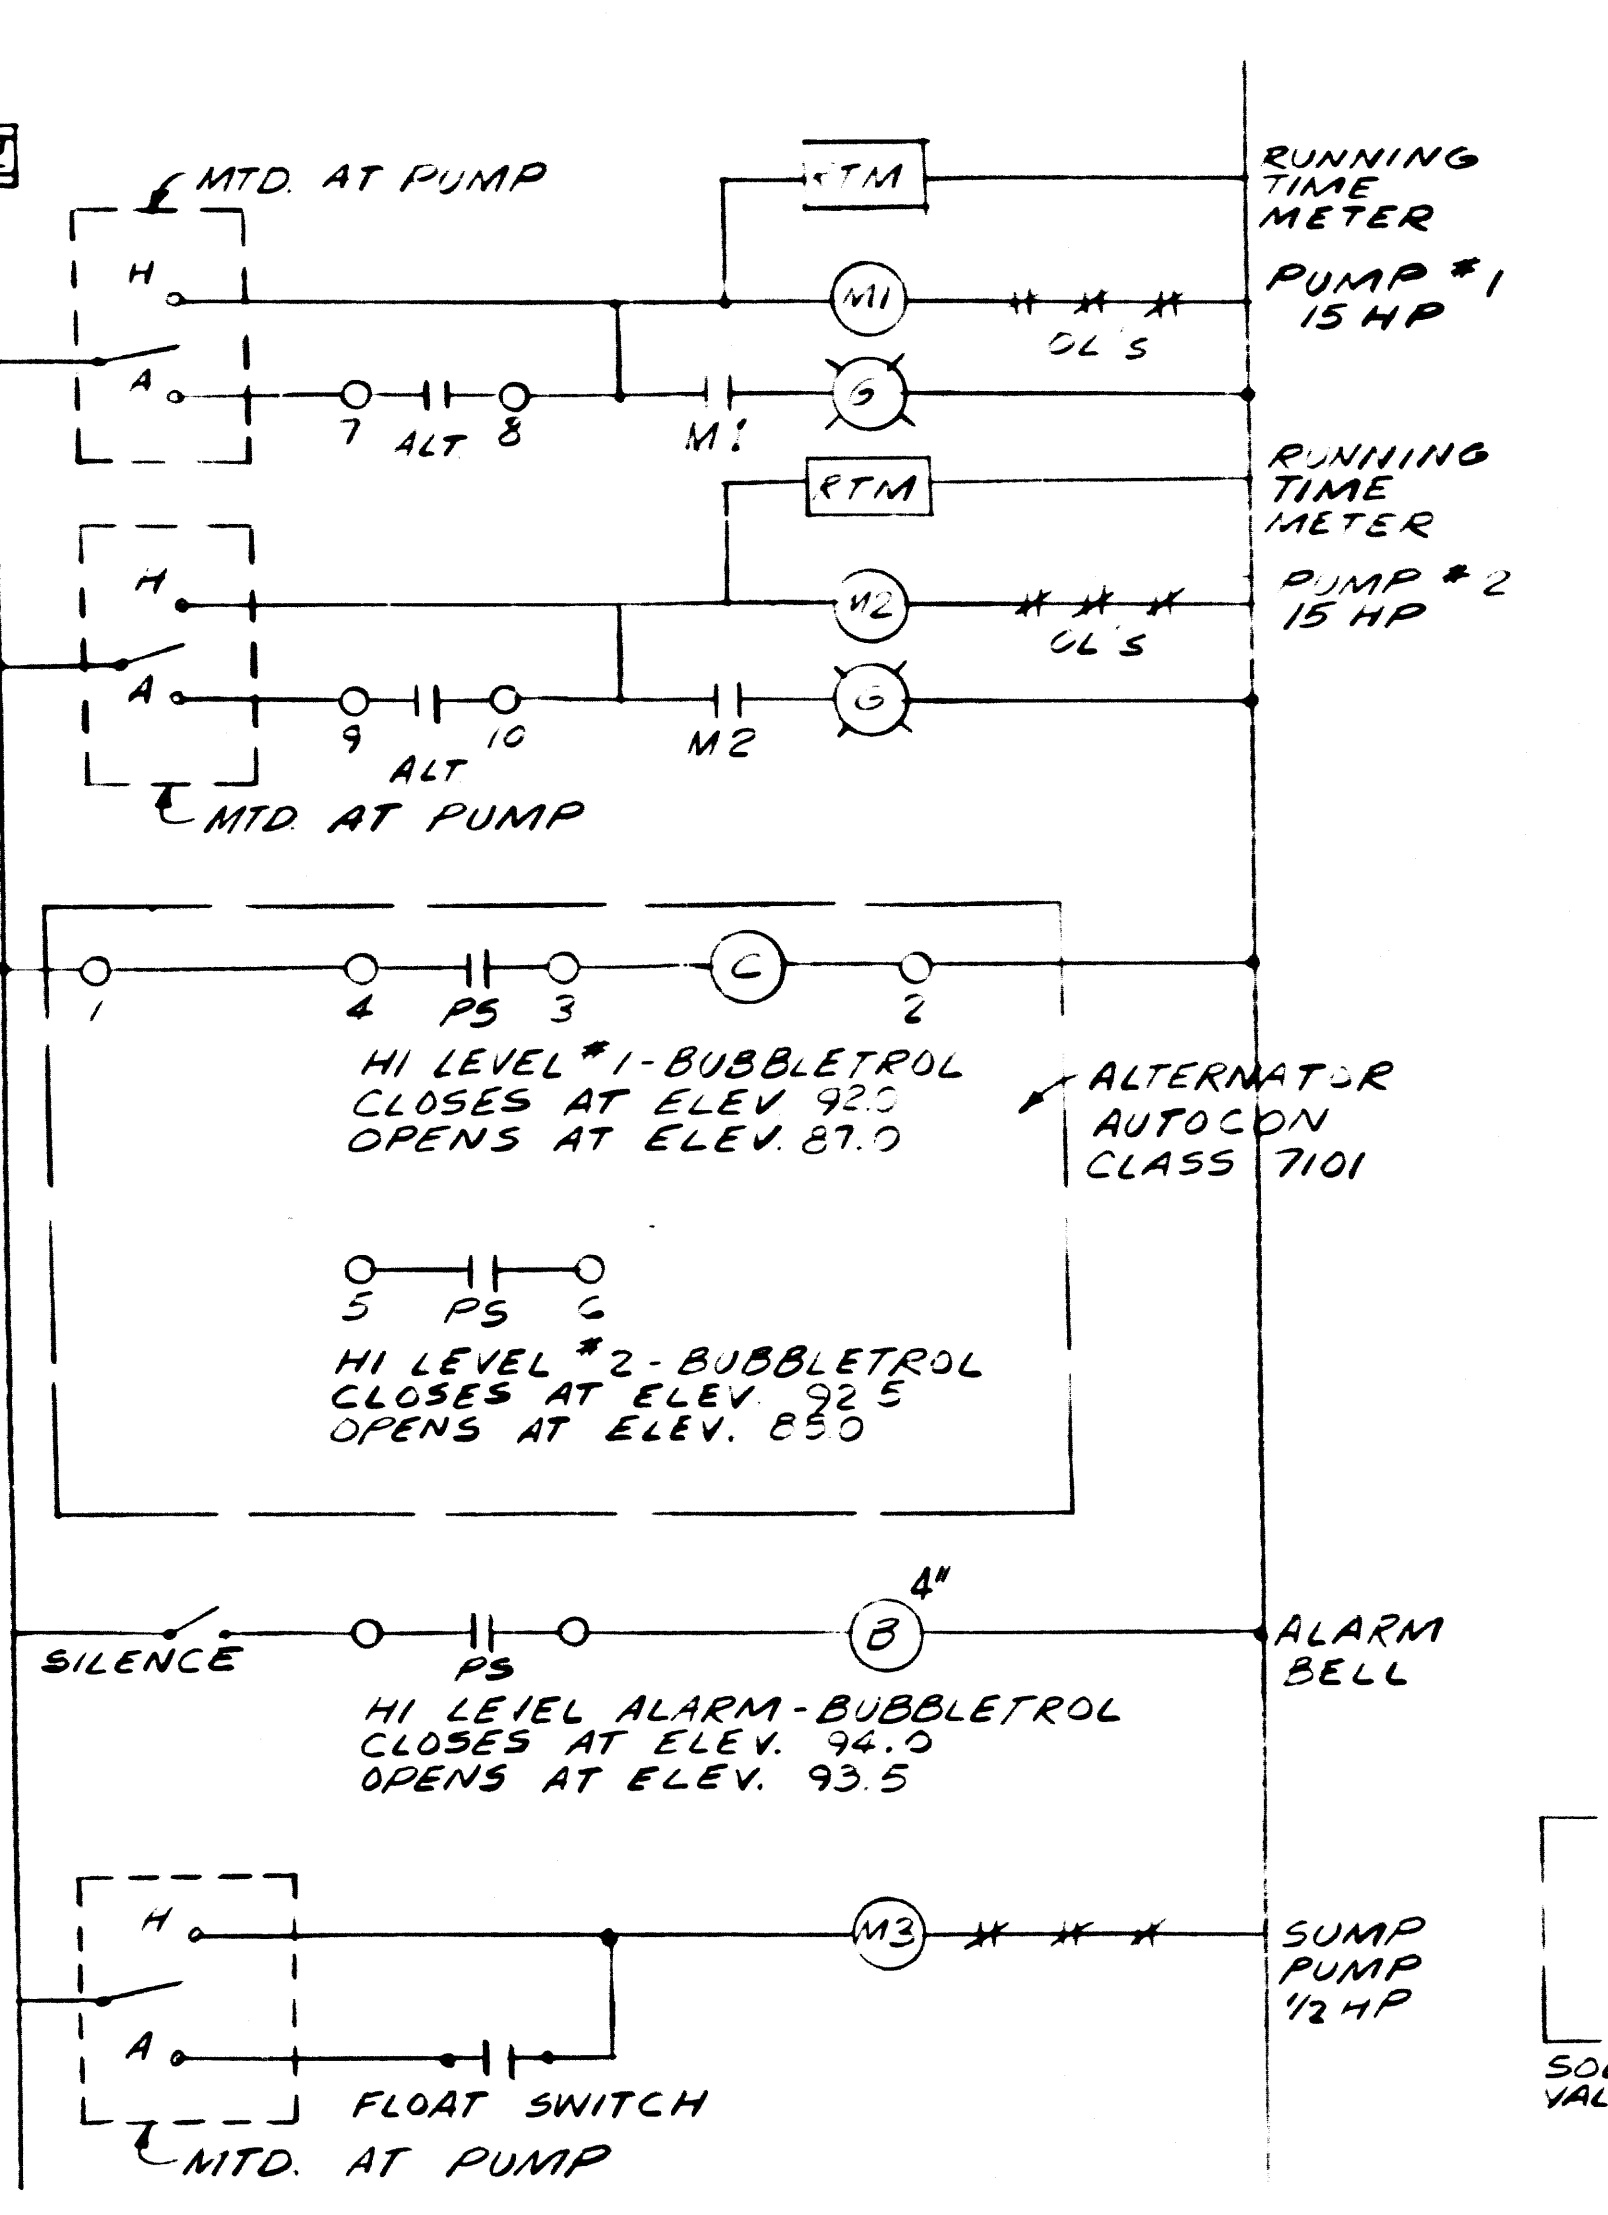 MTD. AT PUMP
RTM
RUNNING
TIME
METER
H
M1
PUMP #1
15 HP
OL'S
A
7
ALT
8
M1
G
RTM
RUNNING
TIME
METER
H
M2
PUMP #2
15 HP
OL'S
A
9
ALT
10
M2
G
MTD. AT PUMP
1
4
PS
3
C
2
HI LEVEL #1-BUBBLETROL
CLOSES AT ELEV 92.0
OPENS AT ELEV. 87.0
ALTERNATOR
AUTOCON
CLASS 7101
5
PS
6
HI LEVEL #2-BUBBLETROL
CLOSES AT ELEV. 92.5
OPENS AT ELEV.
SILENCE
PS
4"
B
ALARM
BELL
HI LEVEL ALARM-BUBBLETROL
CLOSES AT ELEV. 94.0
OPENS AT ELEV. 93.5
H
M3
SUMP
PUMP
1/2 HP
A
FLOAT SWITCH
MTD. AT PUMP
VAL